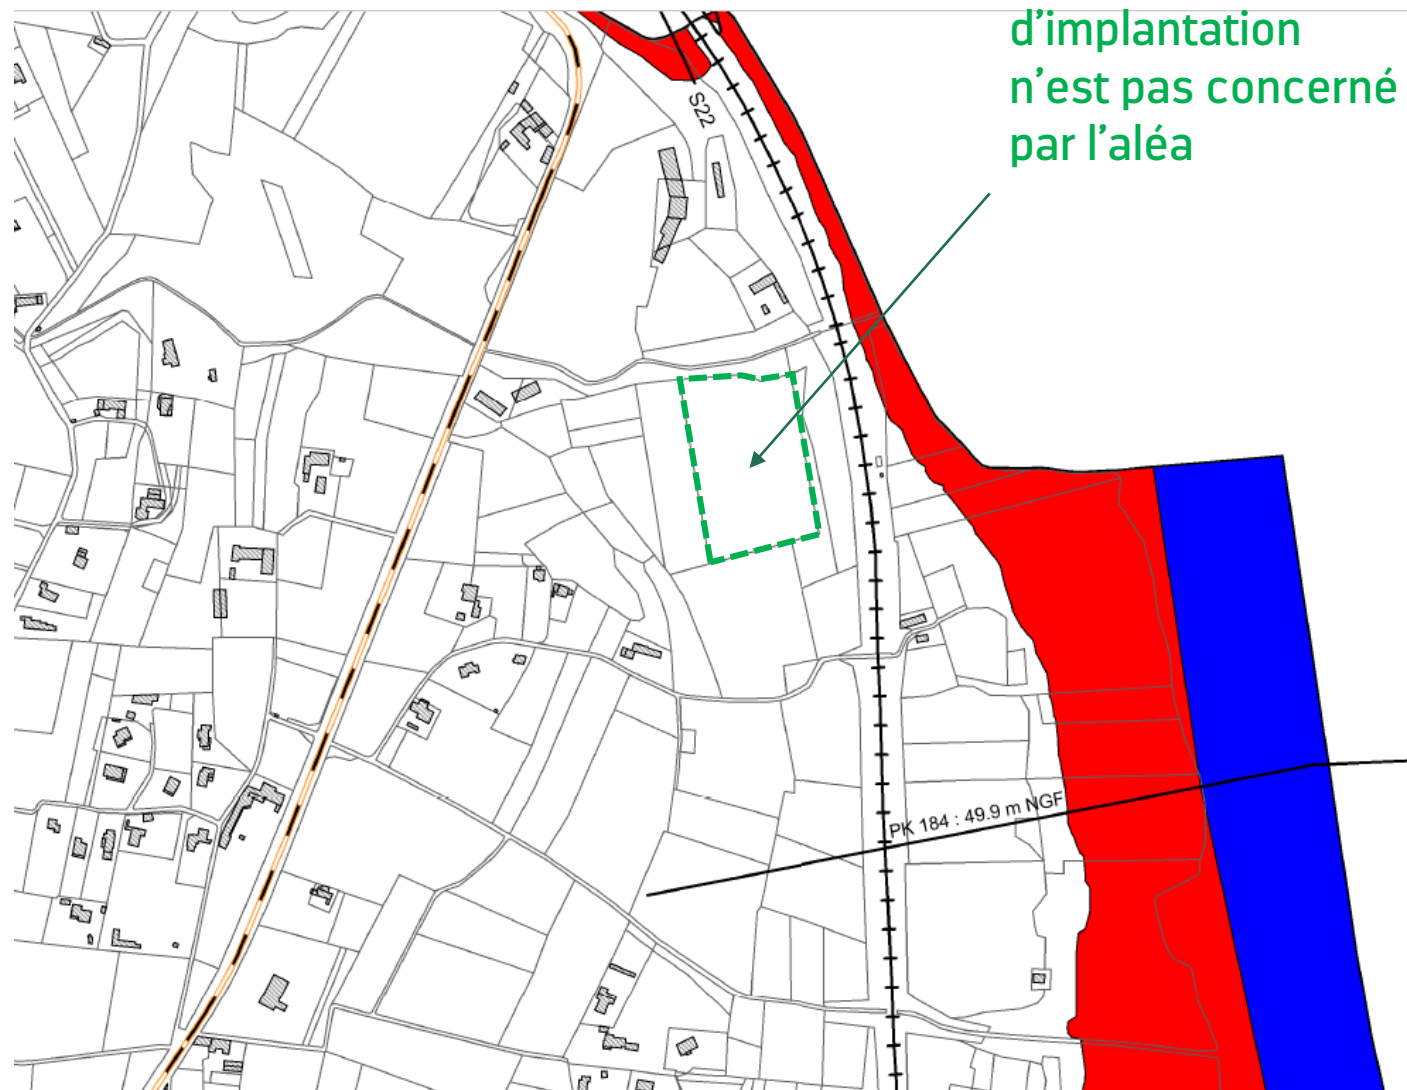 d’implantation
n’est pas concerné
par l’aléa
S22
PK 184 : 49.9 m NGF